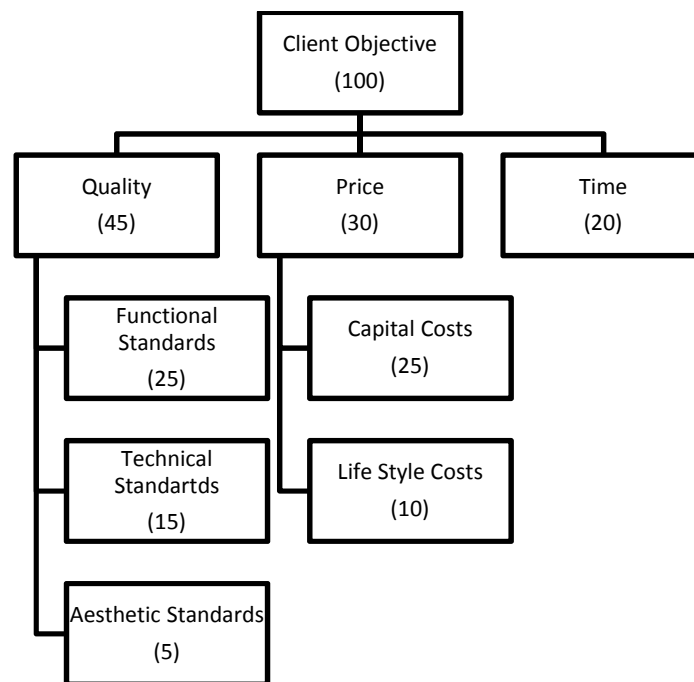 Client Objective
(100)
Quality
(45)
Price
(30)
Time
(20)
Functional
Standards
(25)
Capital Costs
(25)
Technical
Standartds
(15)
Life Style Costs
(10)
Aesthetic Standards
(5)